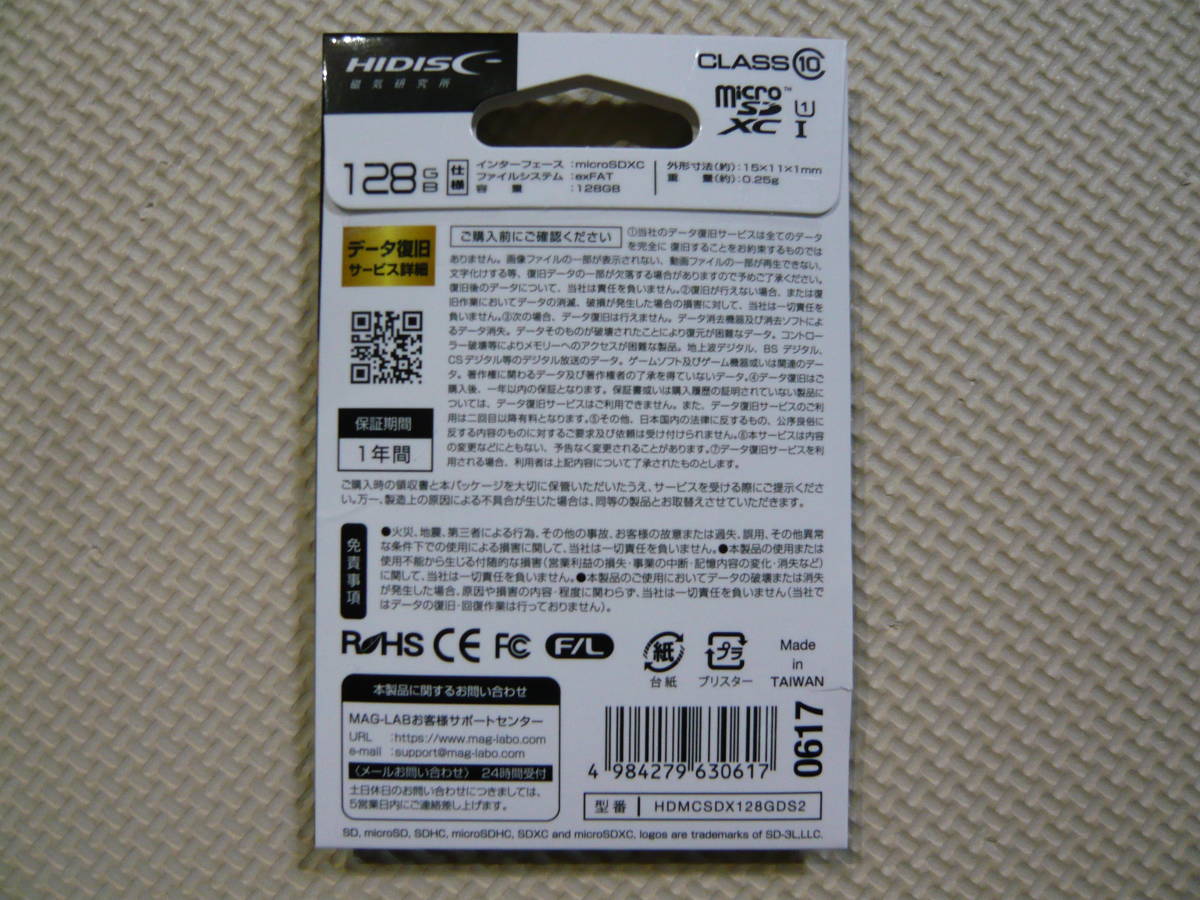 HIDISC
磁気研究所
CLASS10
micro SD XC I
1
128GB
仕様
インターフェース :microSDXC
ファイルシステム :exFAT
容量 :128GB
外形寸法(約):15×11×1mm
重量(約):0.25g
データ復旧
サービス詳細
ご購入前にご確認ください
①当社のデータ復旧サービスは全てのデータ
を完全に 復旧することをお約束するものでは
ありません。画像ファイルの一部が表示されない、動画ファイルの一部が再生できない、
文字化けする等、復旧データの一部が欠落する場合がありますので予めご了承ください。
復旧後のデータについて、当社は責任を負いません。②復旧が行えない場合、または復
旧作業においてデータの消滅、破損が発生した場合の損害に対して、当社は一切責任を
負いません。③次の場合、データ復旧は行えません。データ消去機器及び消去ソフトによ
るデータ消失。データそのものが破壊されたことにより復元が困難なデータ。コントロー
ラー破壊等によりメモリーへのアクセスが困難な製品。地上波デジタル、BS デジタル、
CSデジタル等のデジタル放送のデータ。ゲームソフト及びゲーム機器或いは関連のデー
タ。著作権に関わるデータ及び著作権者の了承を得ていないデータ。④データ復旧はご
購入後、一年以内の保証となります。保証書或いは購入履歴の証明されていない製品に
ついては、データ復旧サービスはご利用できません。また、データ復旧サービスのご利
用は二回目以降有料となります。⑤その他、日本国内の法律に反するもの、公序良俗に
反する内容のものに対するご要求及び依頼は受け付けられません。⑥本サービスは内容
の変更などにともない、予告なく変更されることがあります。⑦データ復旧サービスを利
用される場合、利用者は上記内容について了承されたものとします。
保証期間
1年間
ご購入時の領収書と本パッケージを大切に保管いただいたうえ、サービスを受ける際にご提示くださ
い。万一、製造上の原因による不具合が生じた場合は、同等の製品とお取替えさせていただきます。
免責事項
●火災、地震、第三者による行為、その他の事故、お客様の故意または過失、誤用、その他異常
な条件下での使用による損害に関して、当社は一切責任を負いません。●本製品の使用または
使用不能から生じる付随的な損害(営業利益の損失・事業の中断・記憶内容の変化・消失など)
に関して、当社は一切責任を負いません。●本製品のご使用においてデータの破壊または消失
が発生した場合、原因や損害の内容・程度に関わらず、当社は一切責任を負いません(当社で
はデータの復旧・回復作業は行っておりません)。
RoHS CE FC F/L
紙
台紙
プラ
ブリスター
Made
in
TAIWAN
本製品に関するお問い合わせ
MAG-LABお客様サポートセンター
URL :https://www.mag-labo.com
e-mail :support@mag-labo.com
〈メールお問い合わせ〉 24時間受付
土日休日のお問い合わせにつきましては、
5営業日内にご連絡差し上げます。
4 984279 630617
0617
型番 HDMCSDX128GDS2
SD, microSD, SDHC, microSDHC, SDXC and microSDXC, logos are trademarks of SD-3L,LLC.